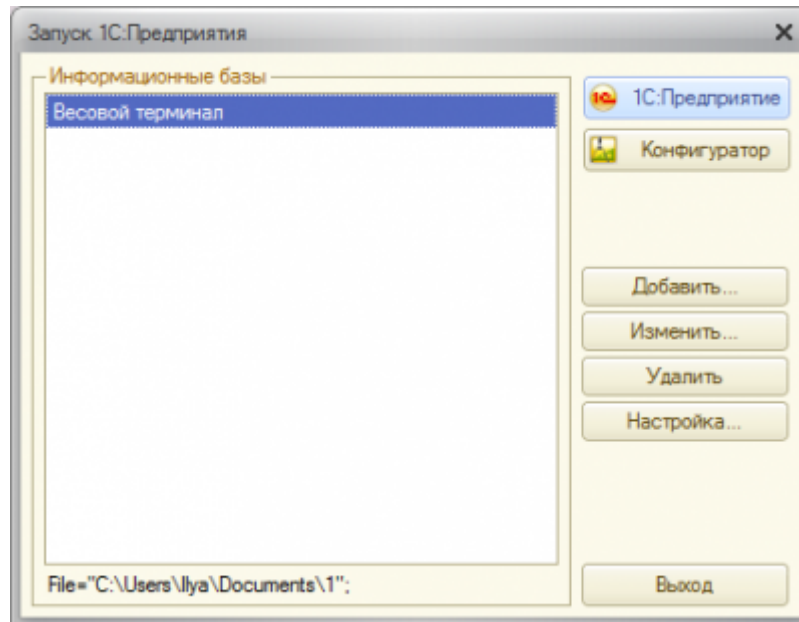 Запуск 1С:Предприятия
Информационные базы
Весовой терминал
1С:Предприятие
Конфигуратор
Добавить...
Изменить...
Удалить
Настройка...
File="C:\Users\Ilya\Documents\1";
Выход